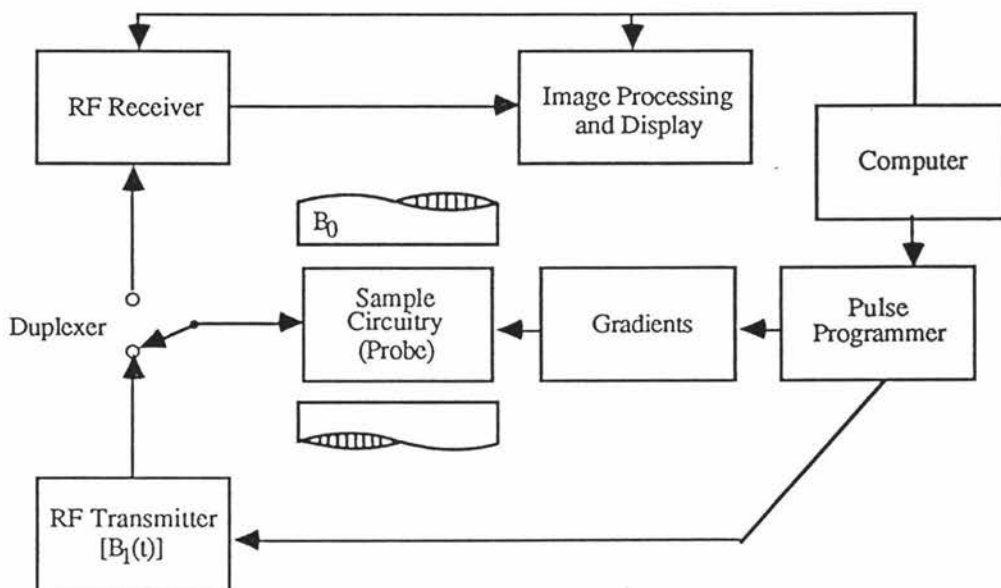 RF Receiver
Image Processing
and Display
Computer
B₀
Duplexer
Sample
Circuitry
(Probe)
Gradients
Pulse
Programmer
RF Transmitter
[B₁(t)]